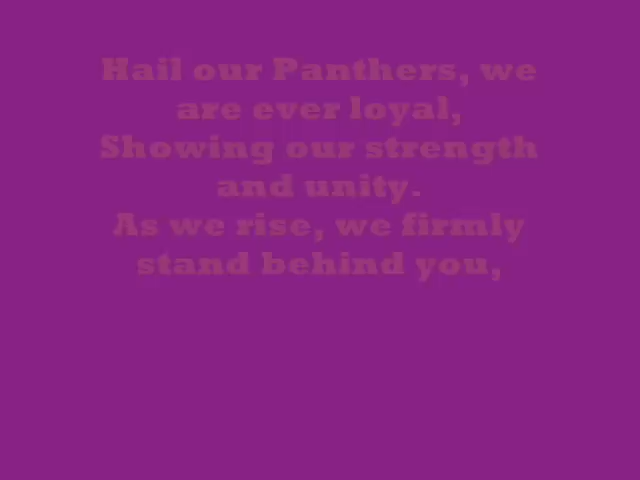 Hail our Panthers, we
are ever loyal,
Showing our strength
and unity.
As we rise, we firmly
stand behind you,